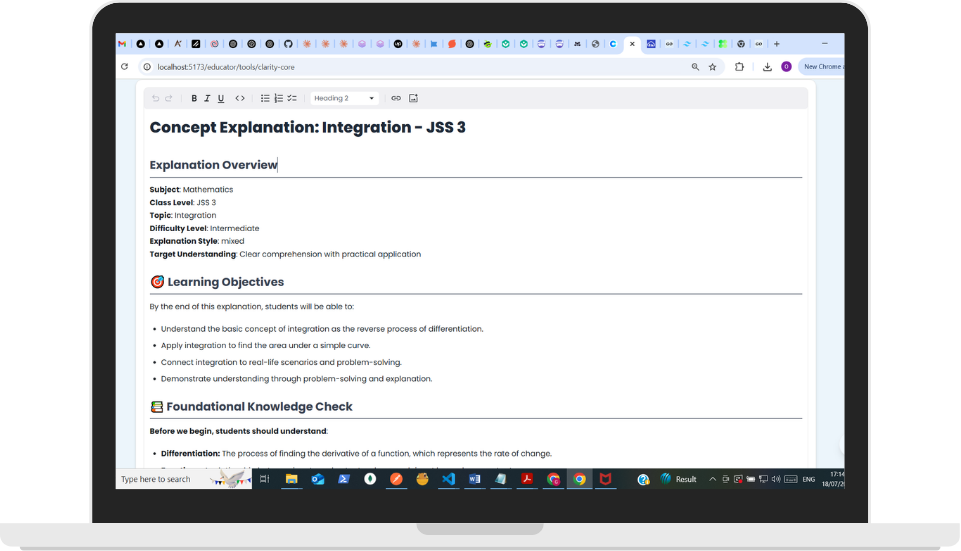 localhost:5173/educator/tools/clarity-core
New Chrome
B I U <> Heading 2
Concept Explanation: Integration - JSS 3
Explanation Overview
Subject: Mathematics
Class Level: JSS 3
Topic: Integration
Difficulty Level: Intermediate
Explanation Style: mixed
Target Understanding: Clear comprehension with practical application
🎯 Learning Objectives
By the end of this explanation, students will be able to:
• Understand the basic concept of integration as the reverse process of differentiation.
• Apply integration to find the area under a simple curve.
• Connect integration to real-life scenarios and problem-solving.
• Demonstrate understanding through problem-solving and explanation.
📚 Foundational Knowledge Check
Before we begin, students should understand:
• Differentiation: The process of finding the derivative of a function, which represents the rate of change.
Type here to search
Result
ENG
17:14
18/07/2